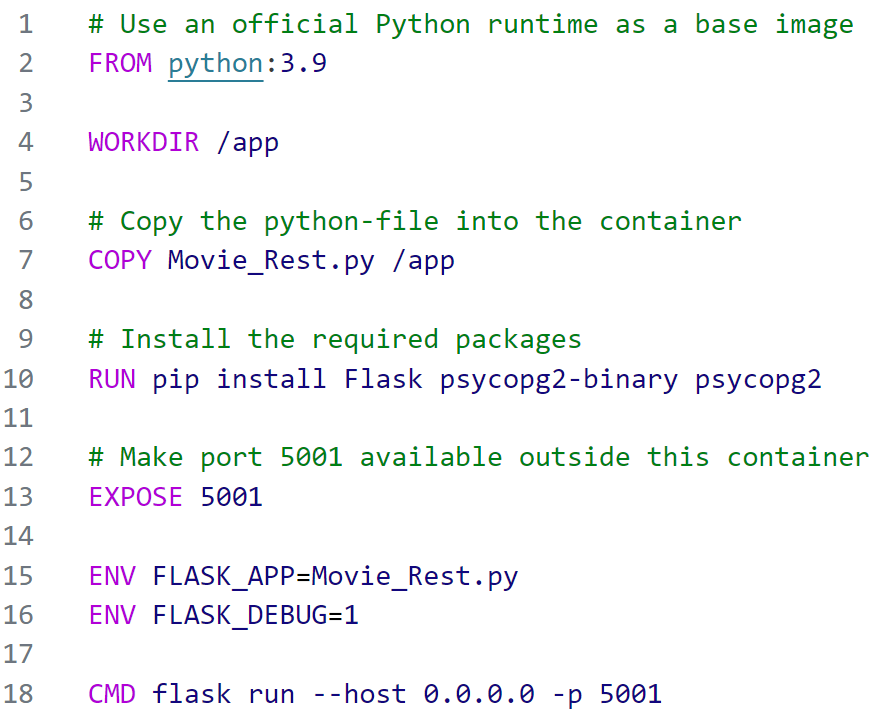 1 # Use an official Python runtime as a base image
2 FROM python:3.9
3
4 WORKDIR /app
5
6 # Copy the python-file into the container
7 COPY Movie_Rest.py /app
8
9 # Install the required packages
10 RUN pip install Flask psycopg2-binary psycopg2
11
12 # Make port 5001 available outside this container
13 EXPOSE 5001
14
15 ENV FLASK_APP=Movie_Rest.py
16 ENV FLASK_DEBUG=1
17
18 CMD flask run --host 0.0.0.0 -p 5001